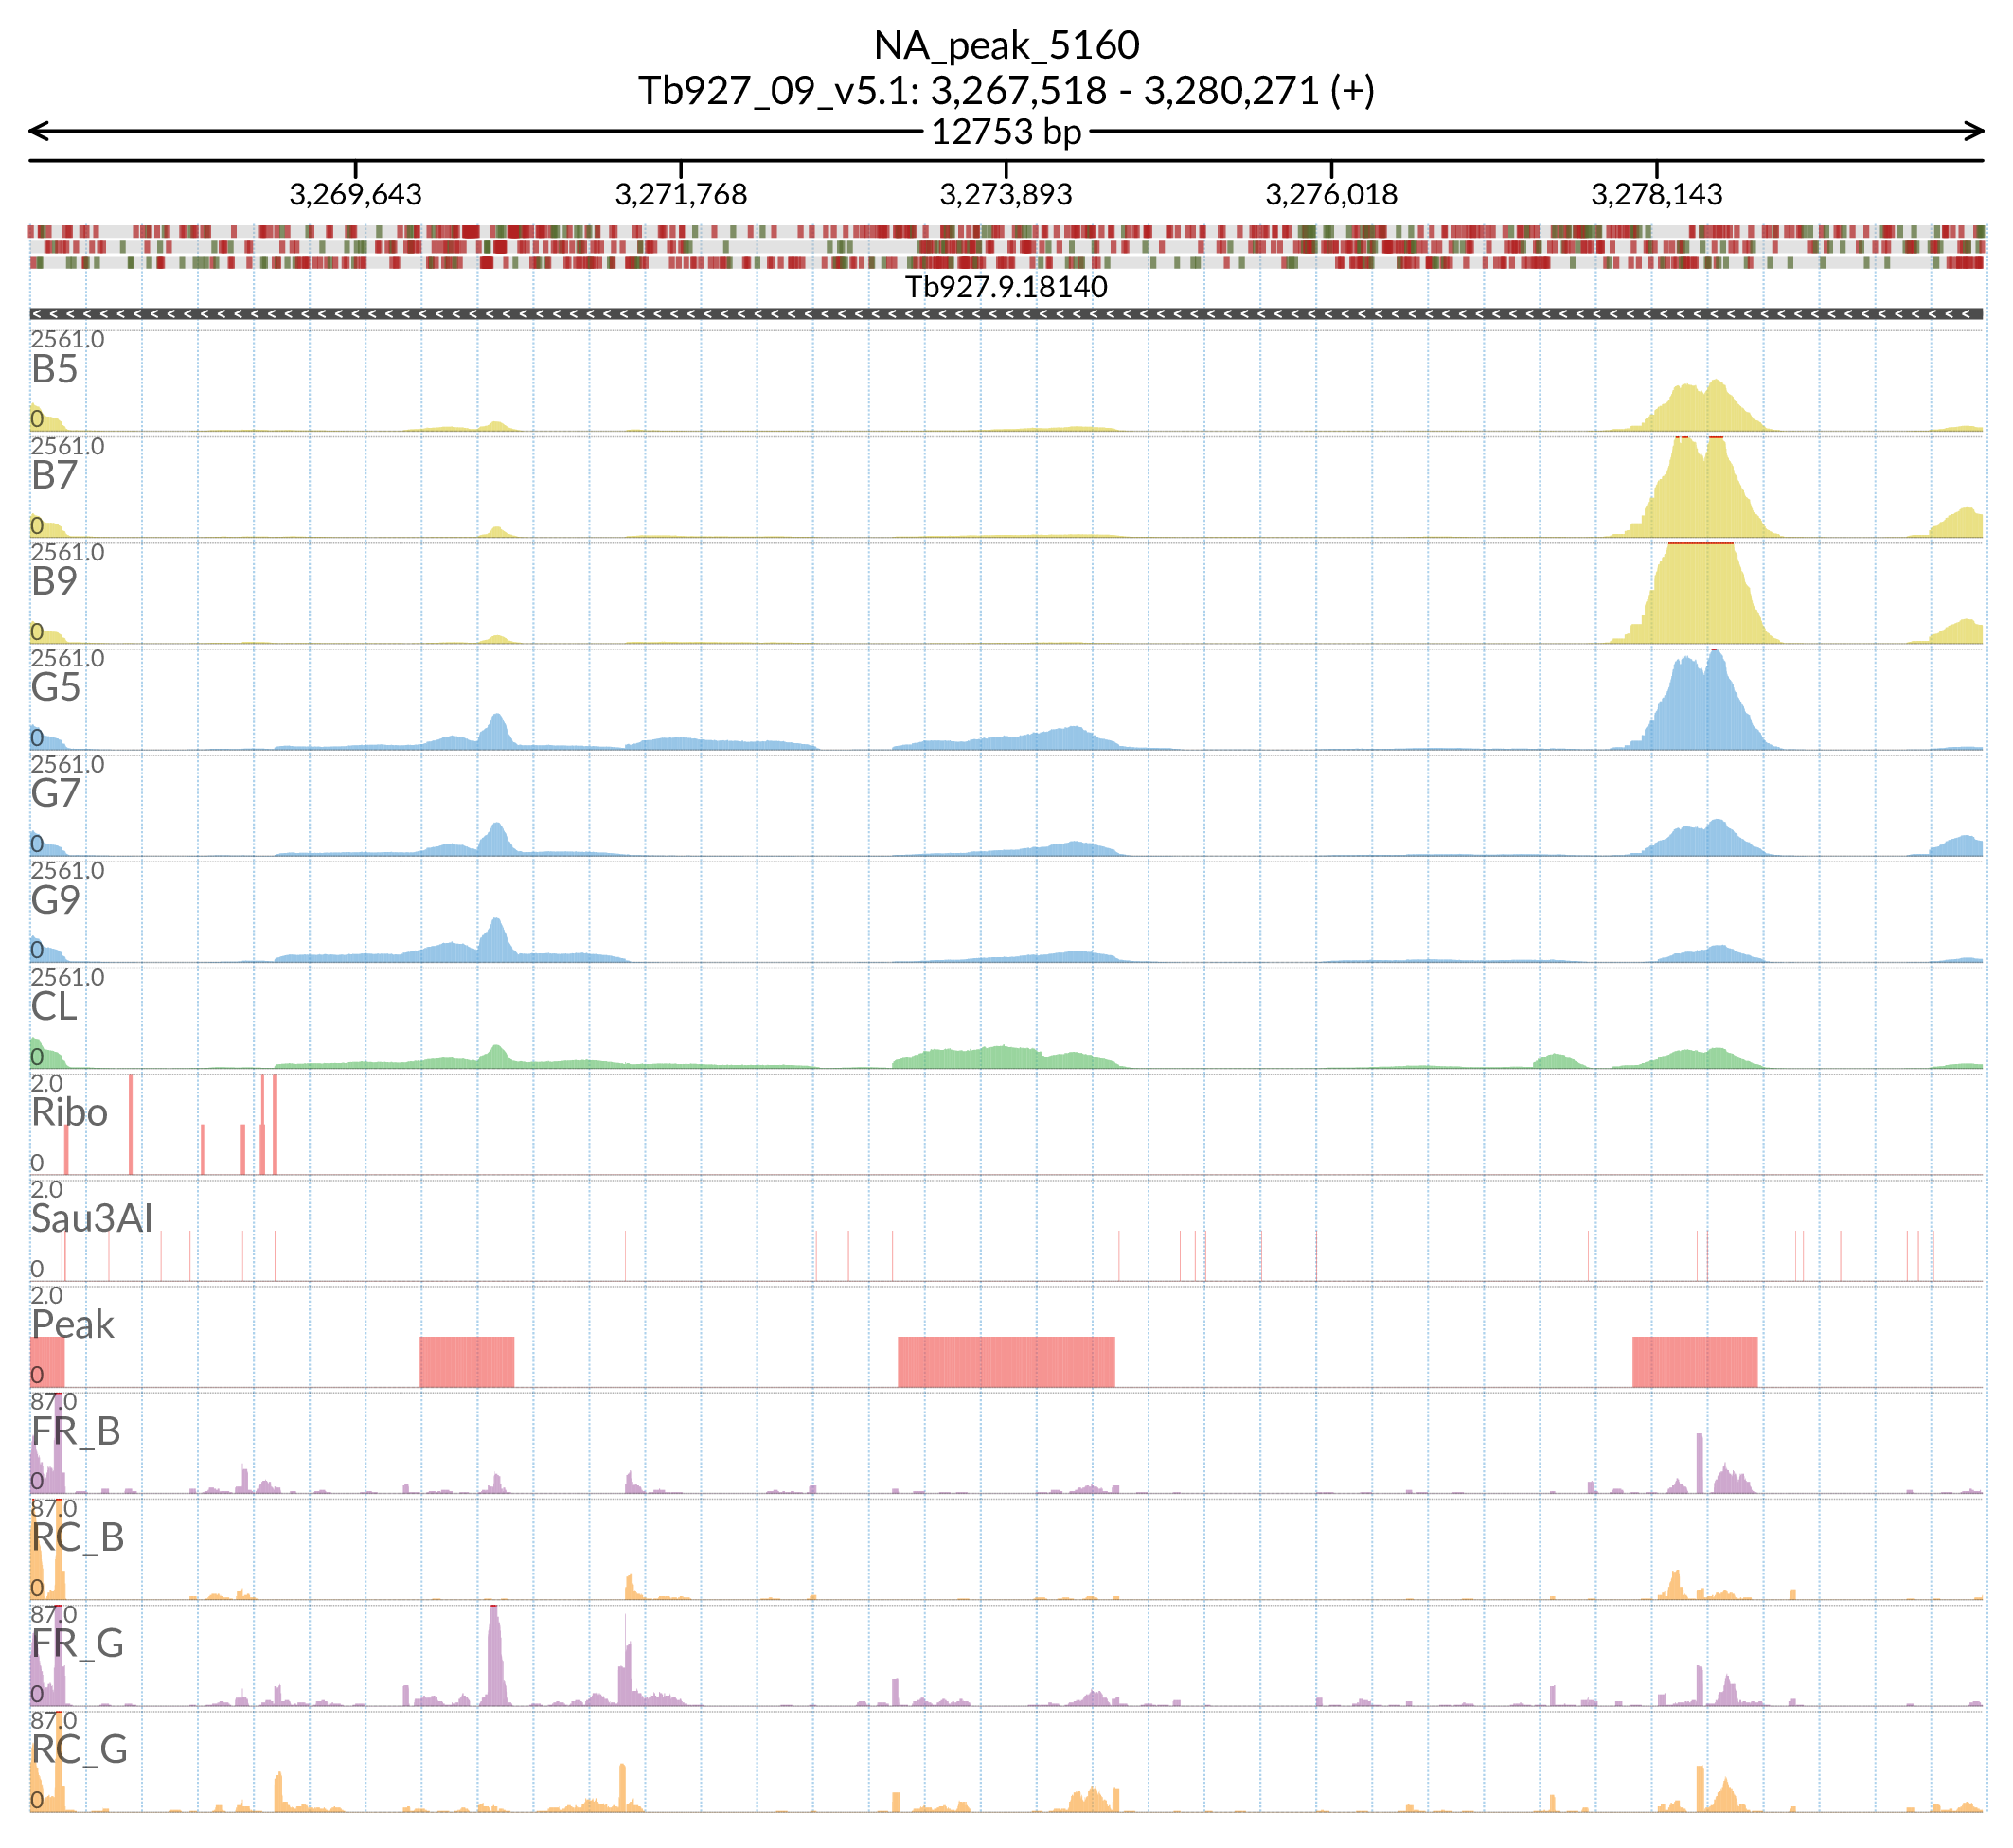 NA_peak_5160
Tb927_09_v5.1: 3,267,518 - 3,280,271 (+)
12753 bp
3,269,643 3,271,768 3,273,893 3,276,018 3,278,143
Tb927.9.18140
2561.0
B5
0
2561.0
B7
0
2561.0
B9
0
2561.0
G5
0
2561.0
G7
0
2561.0
G9
0
2561.0
CL
0
2.0
Ribo
0
2.0
Sau3AI
0
2.0
Peak
0
87.0
FR_B
0
87.0
RC_B
0
87.0
FR_G
0
87.0
RC_G
0